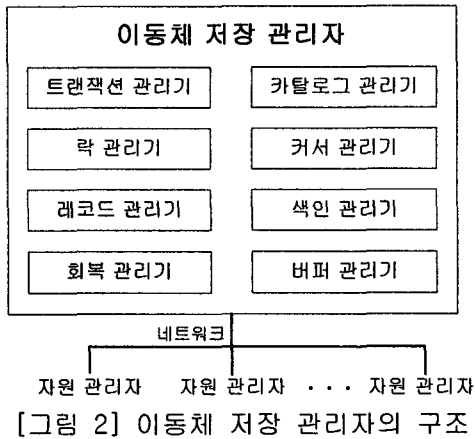 이동체 저장 관리자
트랜잭션 관리기 카탈로그 관리기
락 관리기 커서 관리기
레코드 관리기 색인 관리기
회복 관리기 버퍼 관리기
네트워크
자원 관리자 자원 관리자 · · · 자원 관리자
[그림 2] 이동체 저장 관리자의 구조